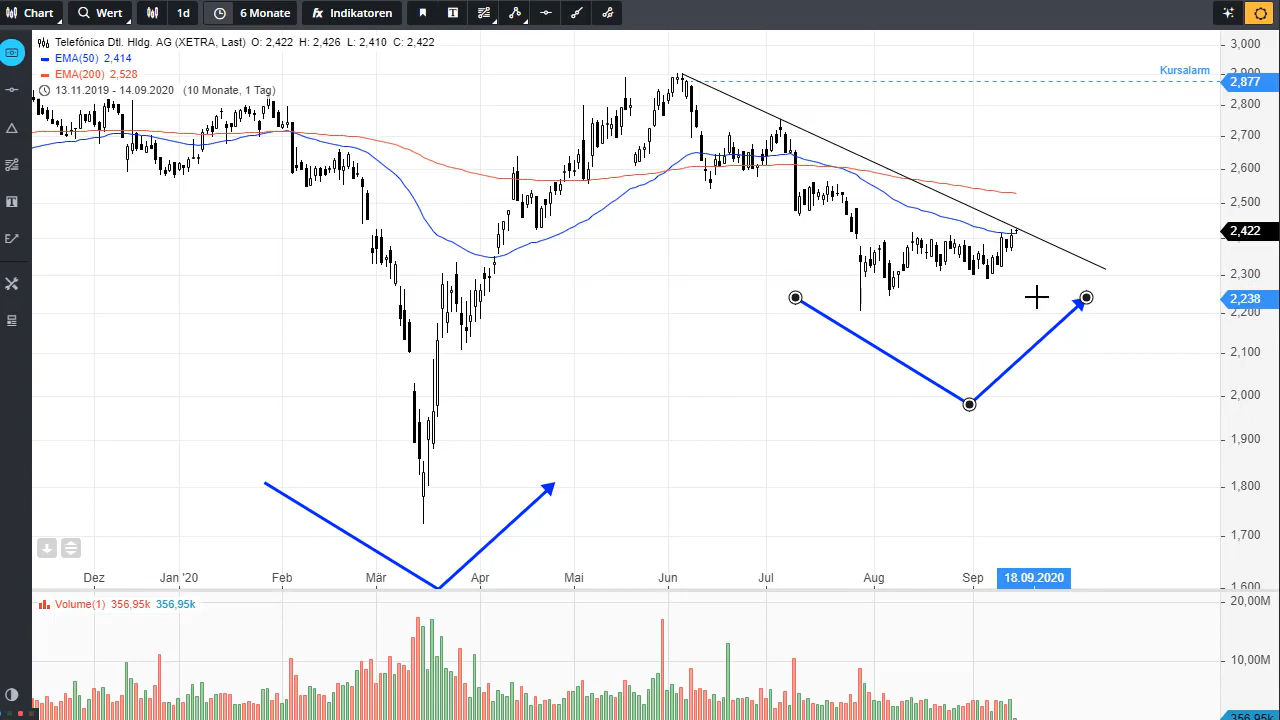 Chart Wert 1d 6 Monate fx Indikatoren
Telefónica Dtl. Hldg. AG (XETRA, Last) O: 2,422 H: 2,426 L: 2,410 C: 2,422
EMA(50) 2,414
EMA(200) 2,528
13.11.2019 - 14.09.2020 (10 Monate, 1 Tag)
Kursalarm
3,000
2,900
2,877
2,800
2,700
2,600
2,500
2,422
2,400
2,300
2,238
2,200
2,100
2,000
1,900
1,800
1,700
1,600
Dez Jan '20 Feb Mär Apr Mai Jun Jul Aug Sep 18.09.2020
Volume(1) 356,95k 356,95k
20,00M
10,00M
356,95k